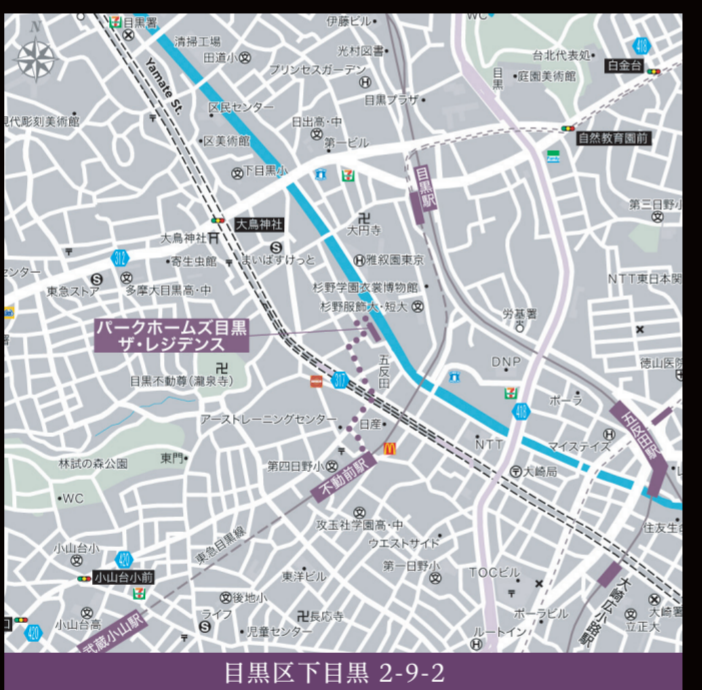 WC
目黒署
伊藤ビル
清掃工場
田道小
光村図書
プリンセスガーデン
台北代表処
418
白金台
目黒
庭園美術館
N
Yamate St.
区民センター
目黒プラザ
現代彫刻美術館
日出高・中
自然教育園前
区美術館
第一ビル
下目黒小
目黒駅
第三日野小
大鳥神社
大円寺
大鳥神社
312
寄生虫館
まいばすけっと
雅叙園東京
センター
東急ストア
多摩大目黒高・中
杉野学園衣裳博物館
NTT東日本関
杉野服飾大・短大
労基署
パークホームズ目黒
ザ・レジデンス
五反田
DNP
徳山医院
目黒不動尊(瀧泉寺)
317
ポーラ
418
アーストレーニングセンター
日産
五反田駅
NTT
マイステイズ
林試の森公園
東門
第四日野小
不動前駅
大崎局
WC
攻玉社学園高・中
住友生
小山台小
東急目黒線
ウエストサイド
420
小山台小前
東洋ビル
第一日野小
TOCビル
大崎広小路駅
後地小
小山台高
ライフ
長応寺
ポーラビル
大崎署
立正大
口
420
武蔵小山駅
児童センター
ルートイン
目黒区下目黒 2-9-2